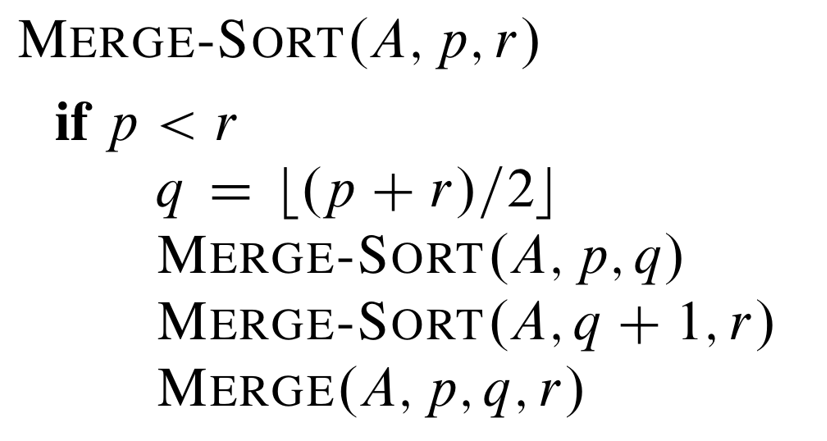 MERGE-SORT(A, p, r)
if p < r
q = ⌊(p + r)/2⌋
MERGE-SORT(A, p, q)
MERGE-SORT(A, q + 1, r)
MERGE(A, p, q, r)